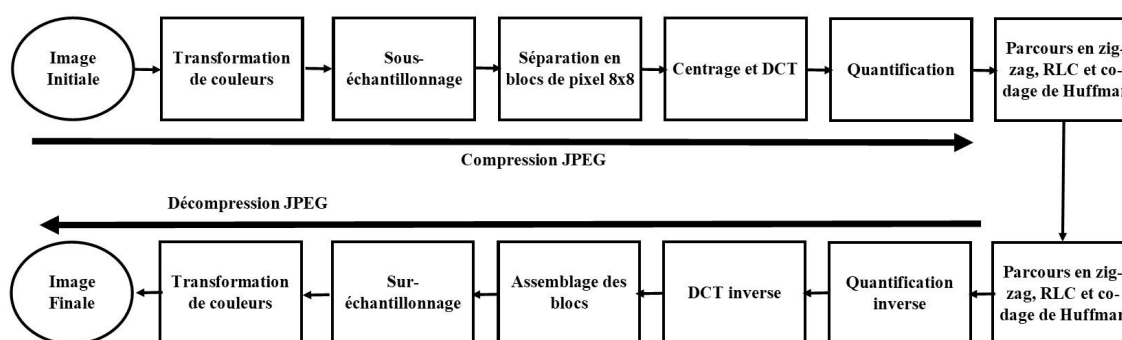 Image
Initiale
Transformation
de couleurs
Sous-
échantillonnage
Séparation en
blocs de pixel 8x8
Centrage et DCT
Quantification
Parcours en zig-
zag, RLC et co-
dage de Huffman
Compression JPEG
Décompression JPEG
Image
Finale
Transformation
de couleurs
Sur-
échantillonnage
Assemblage des
blocs
DCT inverse
Quantification
inverse
Parcours en zig-
zag, RLC et co-
dage de Huffman